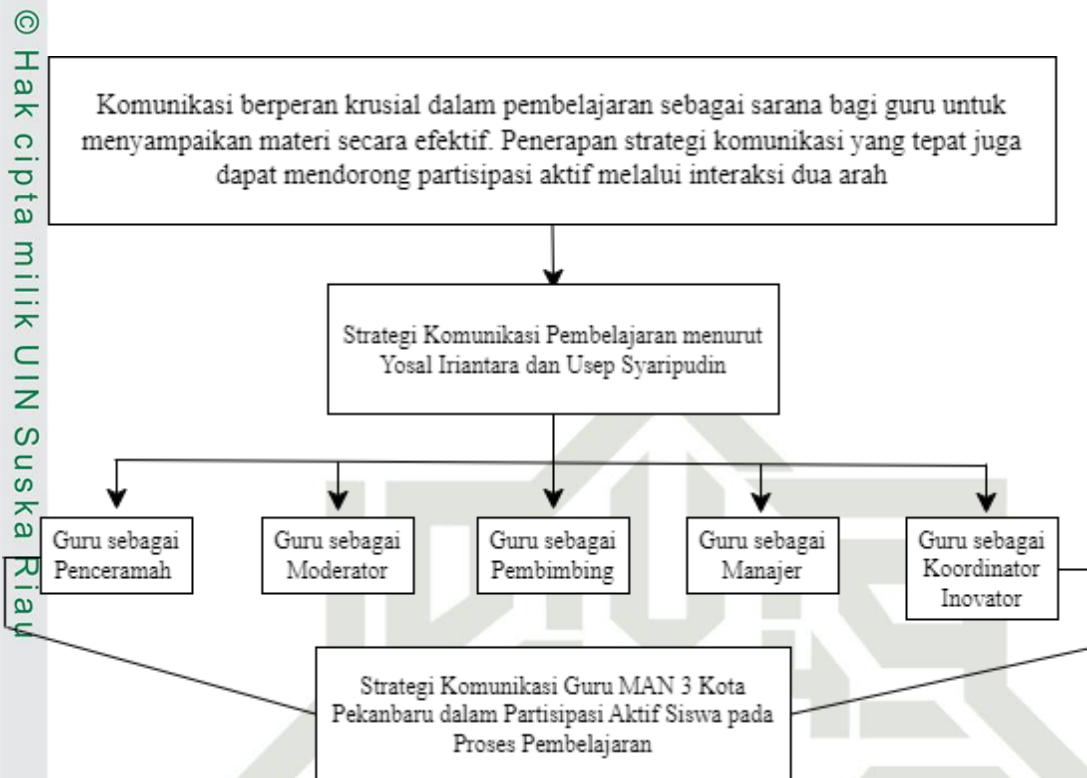 © Hak cipta milik UIN Suska Riau
Komunikasi berperan krusial dalam pembelajaran sebagai sarana bagi guru untuk
menyampaikan materi secara efektif. Penerapan strategi komunikasi yang tepat juga
dapat mendorong partisipasi aktif melalui interaksi dua arah
Strategi Komunikasi Pembelajaran menurut
Yosal Iriantara dan Usep Syaripudin
Guru sebagai
Penceramah
Guru sebagai
Moderator
Guru sebagai
Pembimbing
Guru sebagai
Manajer
Guru sebagai
Koordinator
Inovator
Strategi Komunikasi Guru MAN 3 Kota
Pekanbaru dalam Partisipasi Aktif Siswa pada
Proses Pembelajaran